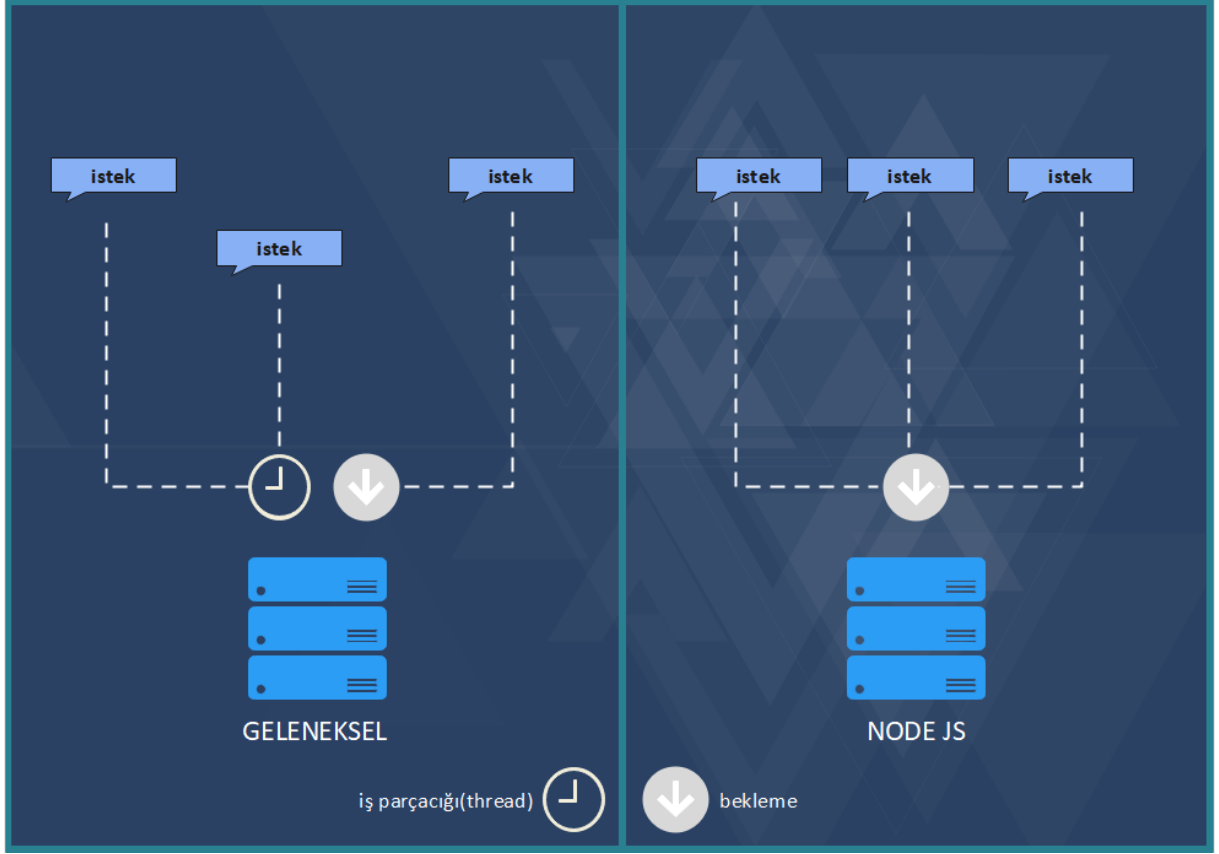 istek
istek
istek
GELENEKSEL
iş parçacığı(thread)
istek
istek
istek
NODE JS
bekleme